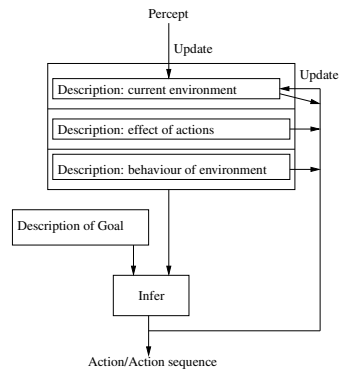 Percept
Update
Update
Description: current environment
Description: effect of actions
Description: behaviour of environment
Description of Goal
Infer
Action/Action sequence